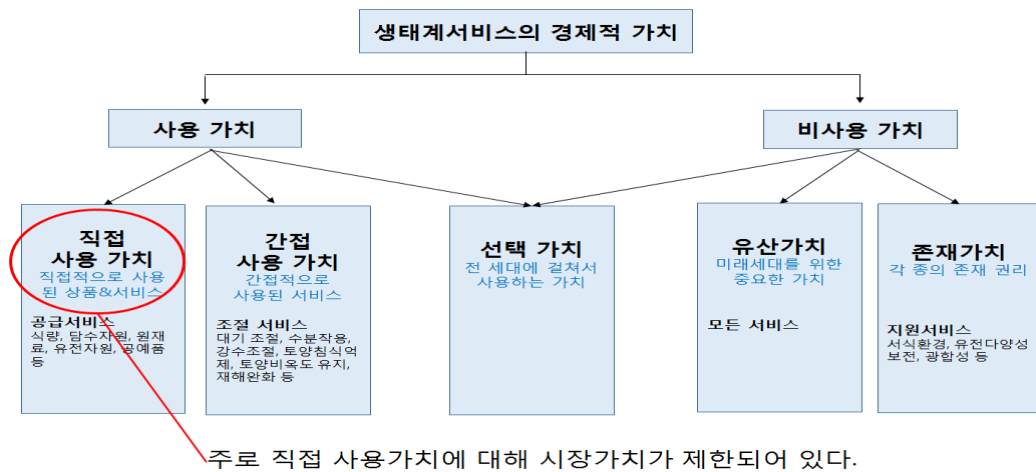 생태계서비스의 경제적 가치
사용 가치
비사용 가치
직접
사용 가치
직접적으로 사용
된 상품&서비스
공급서비스
식량, 담수자원, 원재
료, 유전자원, 공예품
등
간접
사용 가치
간접적으로
사용된 서비스
조절 서비스
대기 조절, 수분작용,
강수조절, 토양침식억
제, 토양비옥도 유지,
재해완화 등
선택 가치
전 세대에 걸쳐서
사용하는 가치
유산가치
미래세대를 위한
중요한 가치
모든 서비스
존재가치
각 종의 존재 권리
지원서비스
서식환경, 유전다양성
보전, 광합성 등
주로 직접 사용가치에 대해 시장가치가 제한되어 있다.